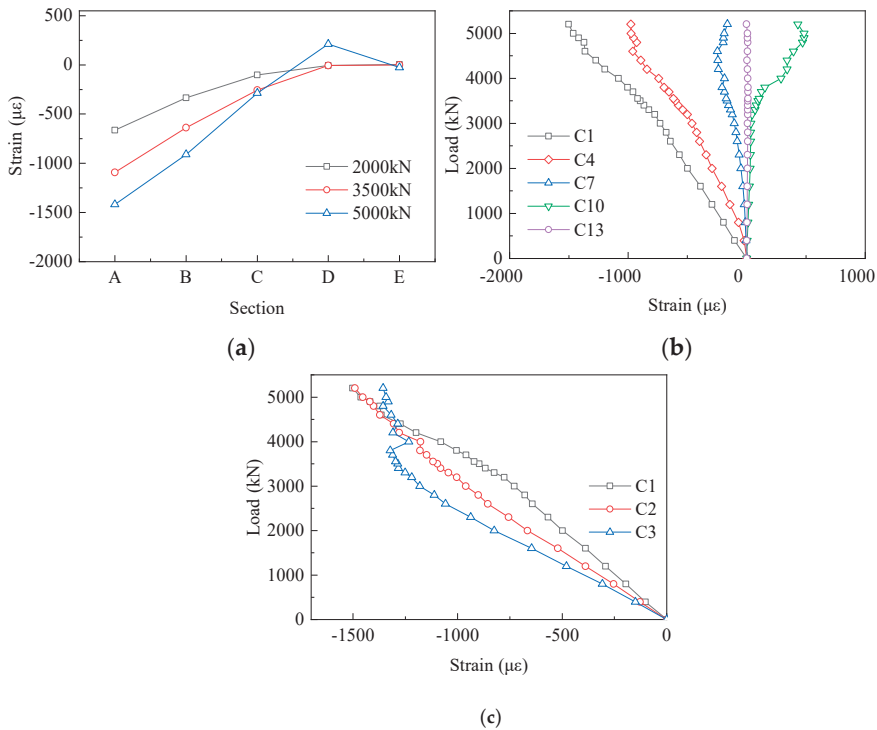 500
0
-500
-1000
-1500
-2000
Strain (με)
2000kN
3500kN
5000kN
A B C D E
Section
(a)
5000
4000
3000
2000
1000
0
Load (kN)
C1
C4
C7
C10
C13
-2000 -1000 0 1000
Strain (με)
(b)
5000
4000
3000
2000
1000
0
Load (kN)
C1
C2
C3
-1500 -1000 -500 0
Strain (με)
(c)